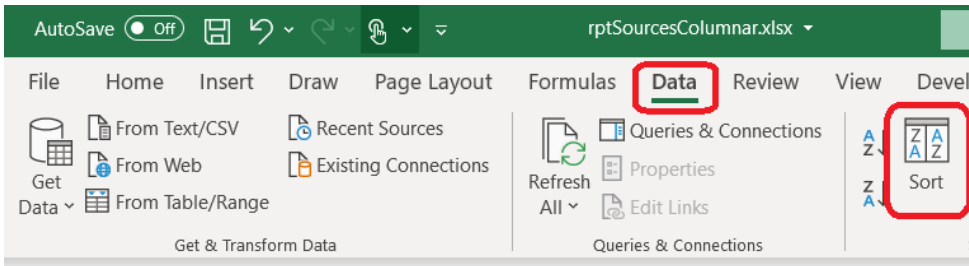 AutoSave Off rptSourcesColumnar.xlsx
File Home Insert Draw Page Layout Formulas Data Review View Devel
From Text/CSV Recent Sources Queries & Connections
From Web Existing Connections Properties
Get Data
From Table/Range
Refresh All
Edit Links
A Z
Z A
Z A A Z
Sort
Get & Transform Data Queries & Connections